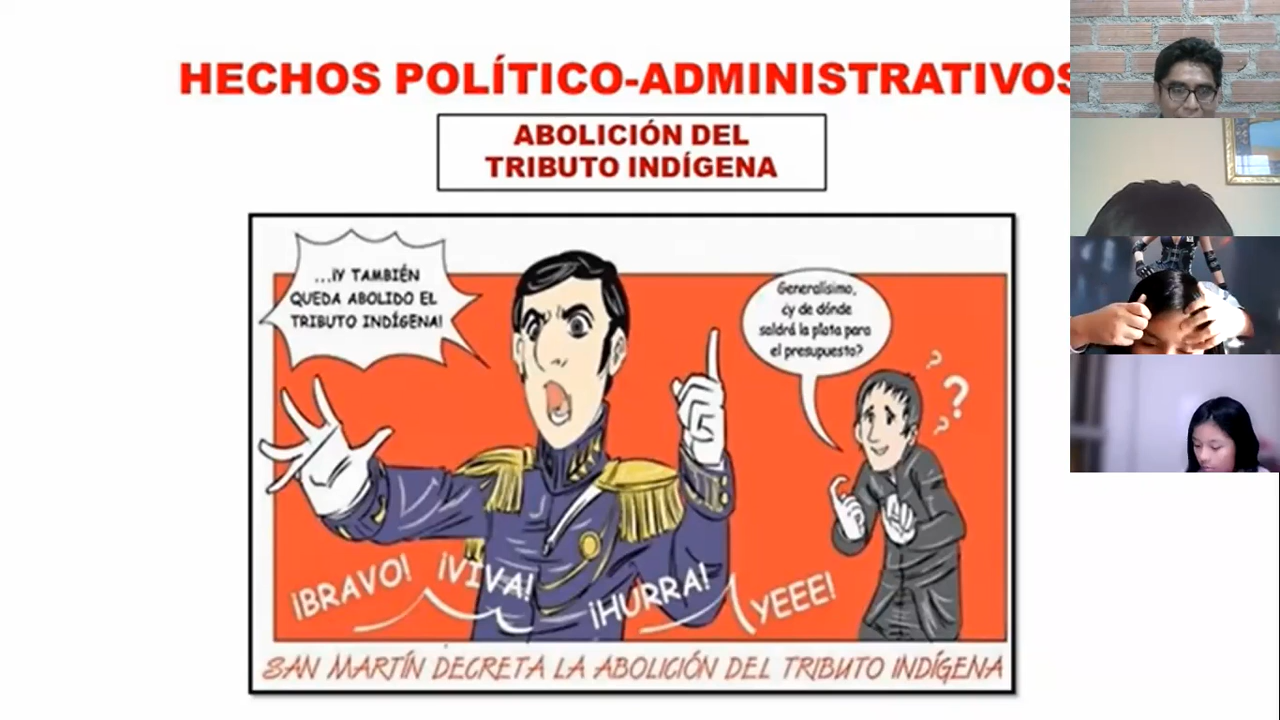 HECHOS POLÍTICO-ADMINISTRATIVOS
ABOLICIÓN DEL
TRIBUTO INDÍGENA
...¡Y TAMBIÉN
QUEDA ABOLIDO EL
TRIBUTO INDÍGENA!
Generalísimo,
¿y de dónde
saldrá la plata para
el presupuesto?
?
?
?
¡BRAVO! ¡VIVA! ¡HURRA! YEEE!
SAN MARTÍN DECRETA LA ABOLICIÓN DEL TRIBUTO INDÍGENA